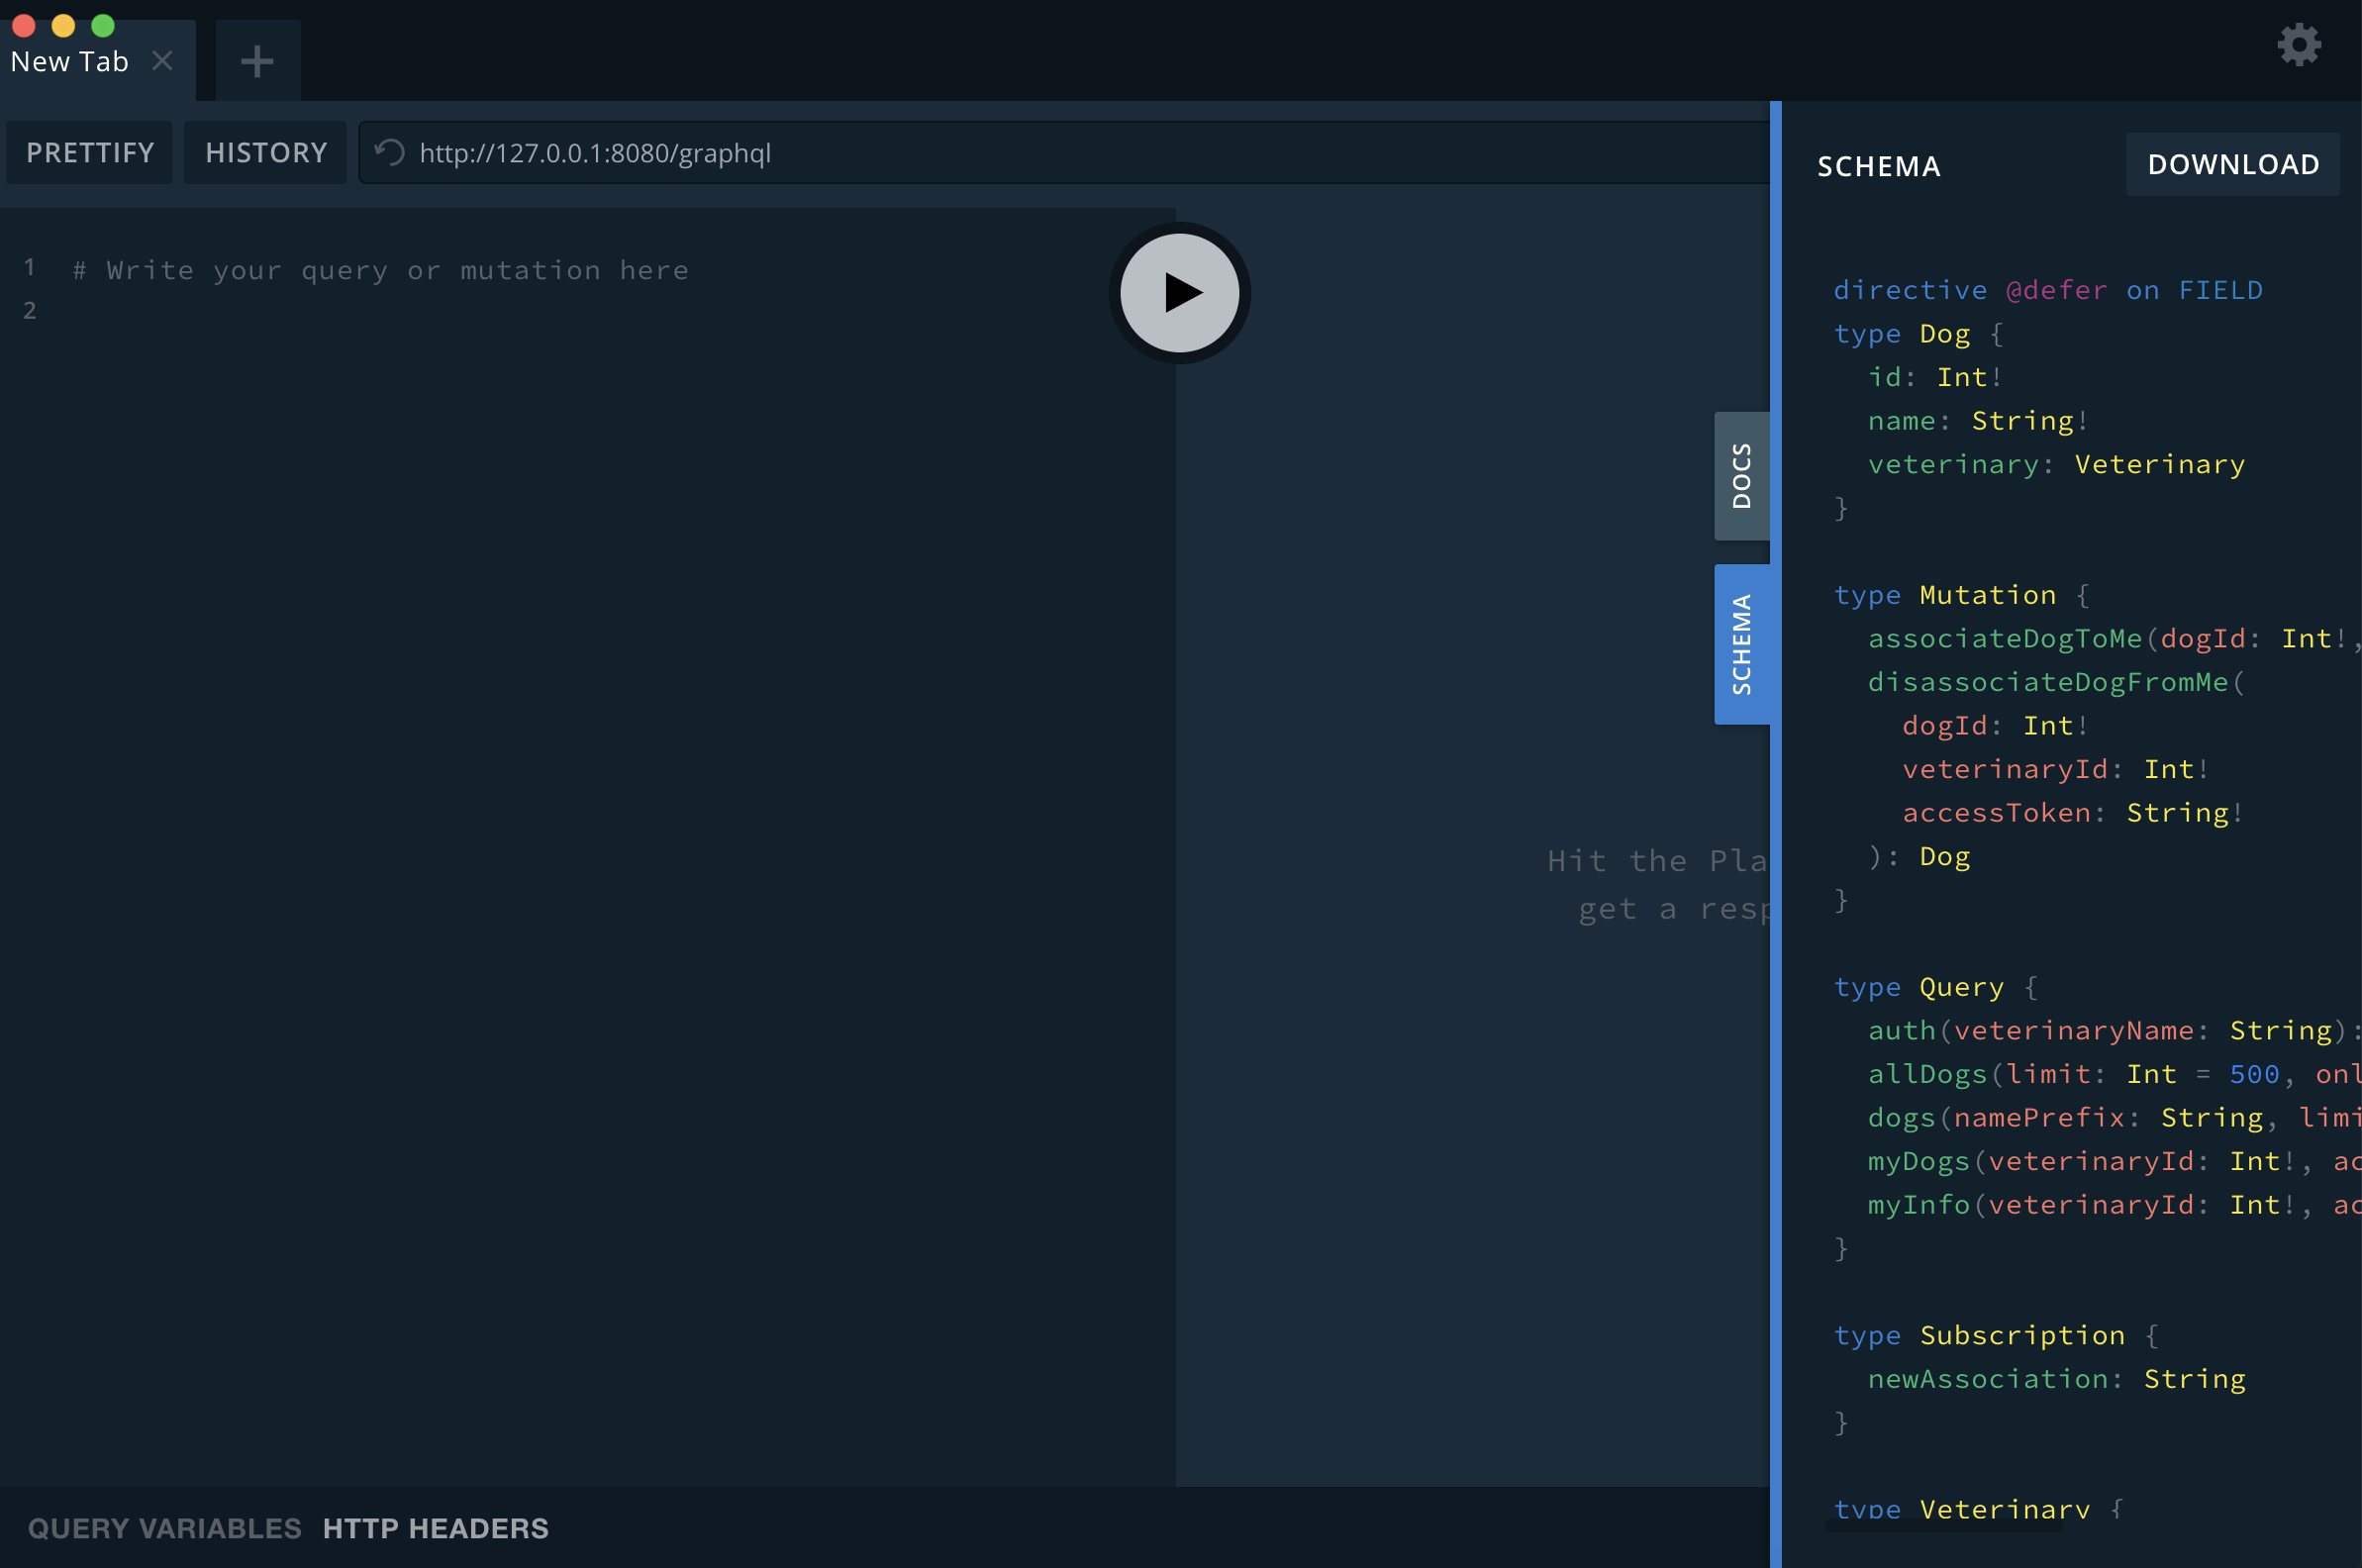 New Tab
PRETTIFY HISTORY http://127.0.0.1:8080/graphql
1 # Write your query or mutation here
2
Hit the Pla
get a resp
DOCS
SCHEMA
SCHEMA DOWNLOAD
directive @defer on FIELD
type Dog {
  id: Int!
  name: String!
  veterinary: Veterinary
}
type Mutation {
  associateDogToMe(dogId: Int!,
  disassociateDogFromMe(
    dogId: Int!
    veterinaryId: Int!
    accessToken: String!
  ): Dog
}
type Query {
  auth(veterinaryName: String):
  allDogs(limit: Int = 500, onl
  dogs(namePrefix: String, limi
  myDogs(veterinaryId: Int!, ac
  myInfo(veterinaryId: Int!, ac
}
type Subscription {
  newAssociation: String
}
type Veterinary {
QUERY VARIABLES HTTP HEADERS